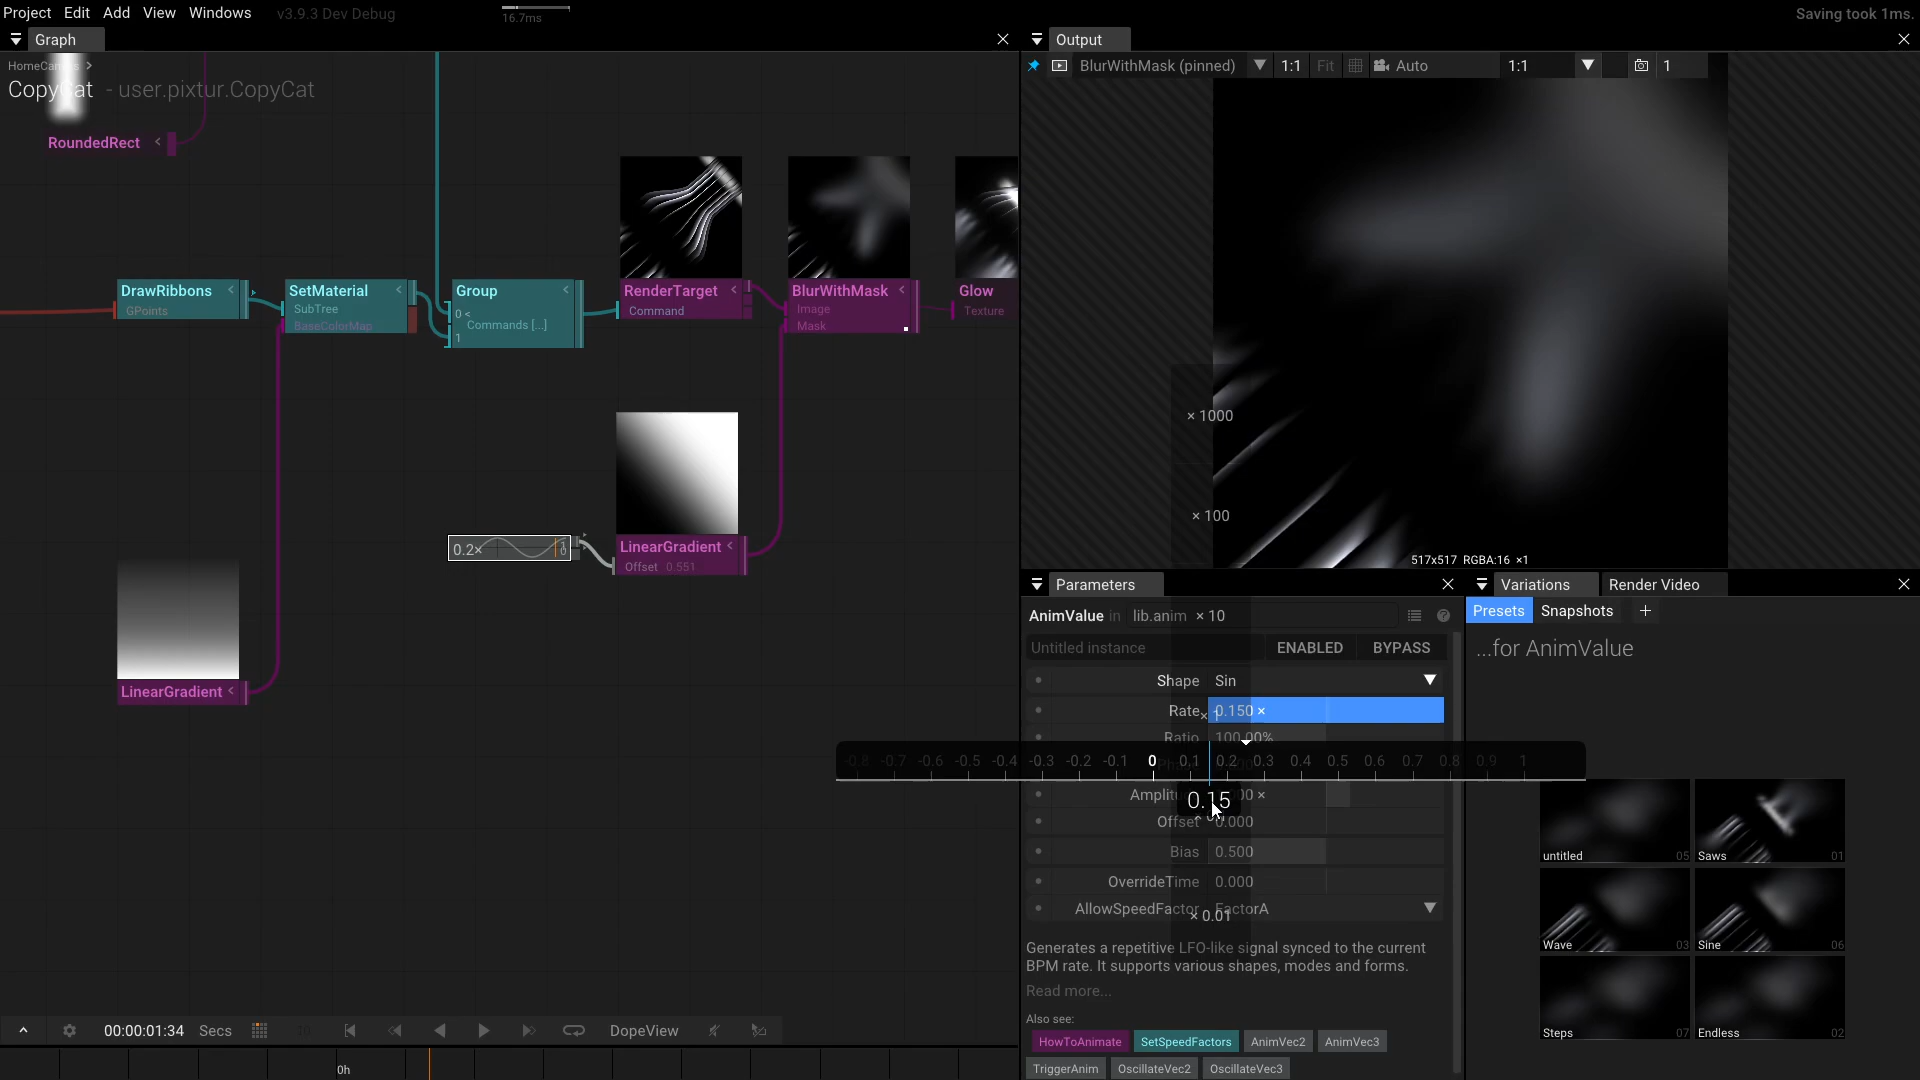 Project Edit Add View Windows v3.9.3 Dev Debug 16.7ms Saving took 1ms.
Graph
HomeCan >
CopyCat - user.pixtur.CopyCat
RoundedRect <
DrawRibbons <
GPoints
SetMaterial <
SubTree
BaseColorMap
Group <
0 <
Commands [...]
1
RenderTarget <
Command
BlurWithMask <
Image
Mask
Glow
Texture
0.2×
LinearGradient <
Offset 0.551
LinearGradient <
00:00:01:34 Secs DopeView
0h
Output
BlurWithMask (pinned) 1:1 Fit Auto 1:1 1
× 1000
× 100
517x517 RGBA:16 ×1
Parameters
AnimValue in lib.anim × 10
Untitled instance ENABLED BYPASS
Shape Sin
Rate 0.150 ×
Ratio 100.00%
-0.8 -0.7 -0.6 -0.5 -0.4 -0.3 -0.2 -0.1 0 0.1 0.2 0.3 0.4 0.5 0.6 0.7 0.8 0.9 1
0.15
Offset 0.000
Bias 0.500
OverrideTime 0.000
AllowSpeedFactor FactorA
× 0.01
Generates a repetitive LFO-like signal synced to the current
BPM rate. It supports various shapes, modes and forms.
Read more...
Also see:
HowToAnimate SetSpeedFactors AnimVec2 AnimVec3
TriggerAnim OscillateVec2 OscillateVec3
Variations Render Video
Presets Snapshots +
...for AnimValue
untitled 05 Saws 01
Wave 03 Sine 06
Steps 07 Endless 02